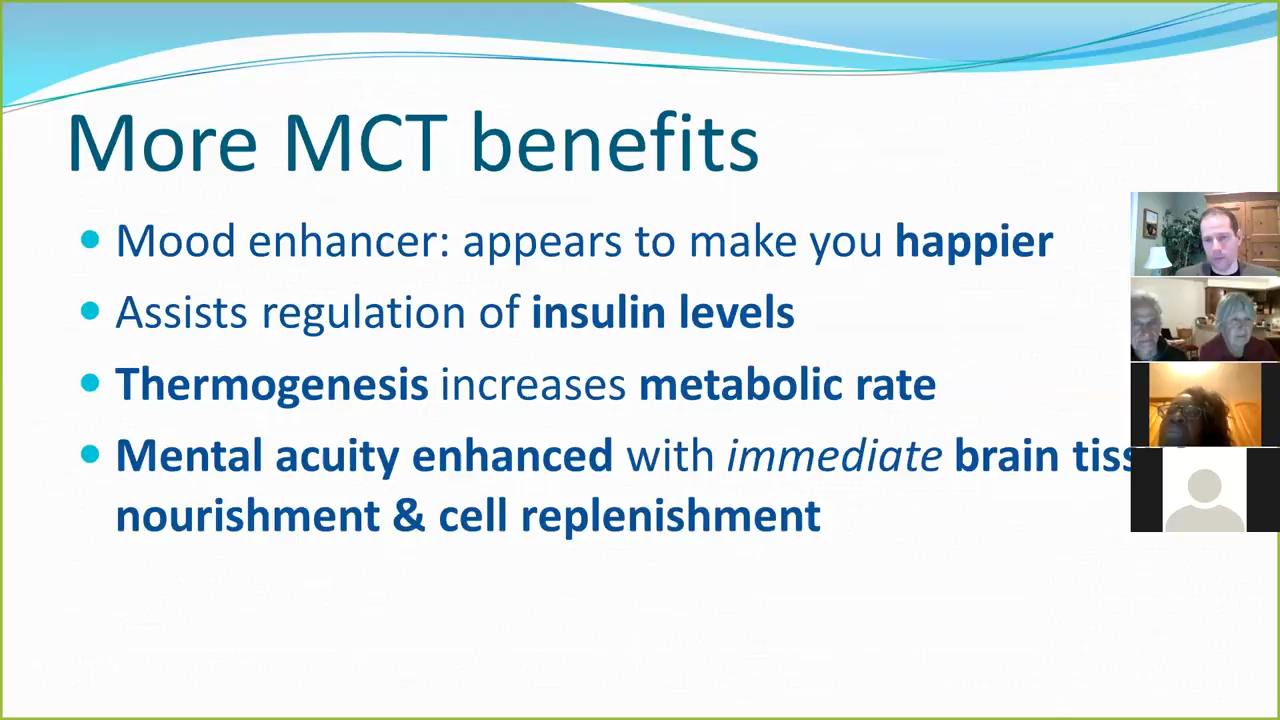 More MCT benefits
Mood enhancer: appears to make you happier
Assists regulation of insulin levels
Thermogenesis increases metabolic rate
Mental acuity enhanced with immediate brain
nourishment & cell replenishment